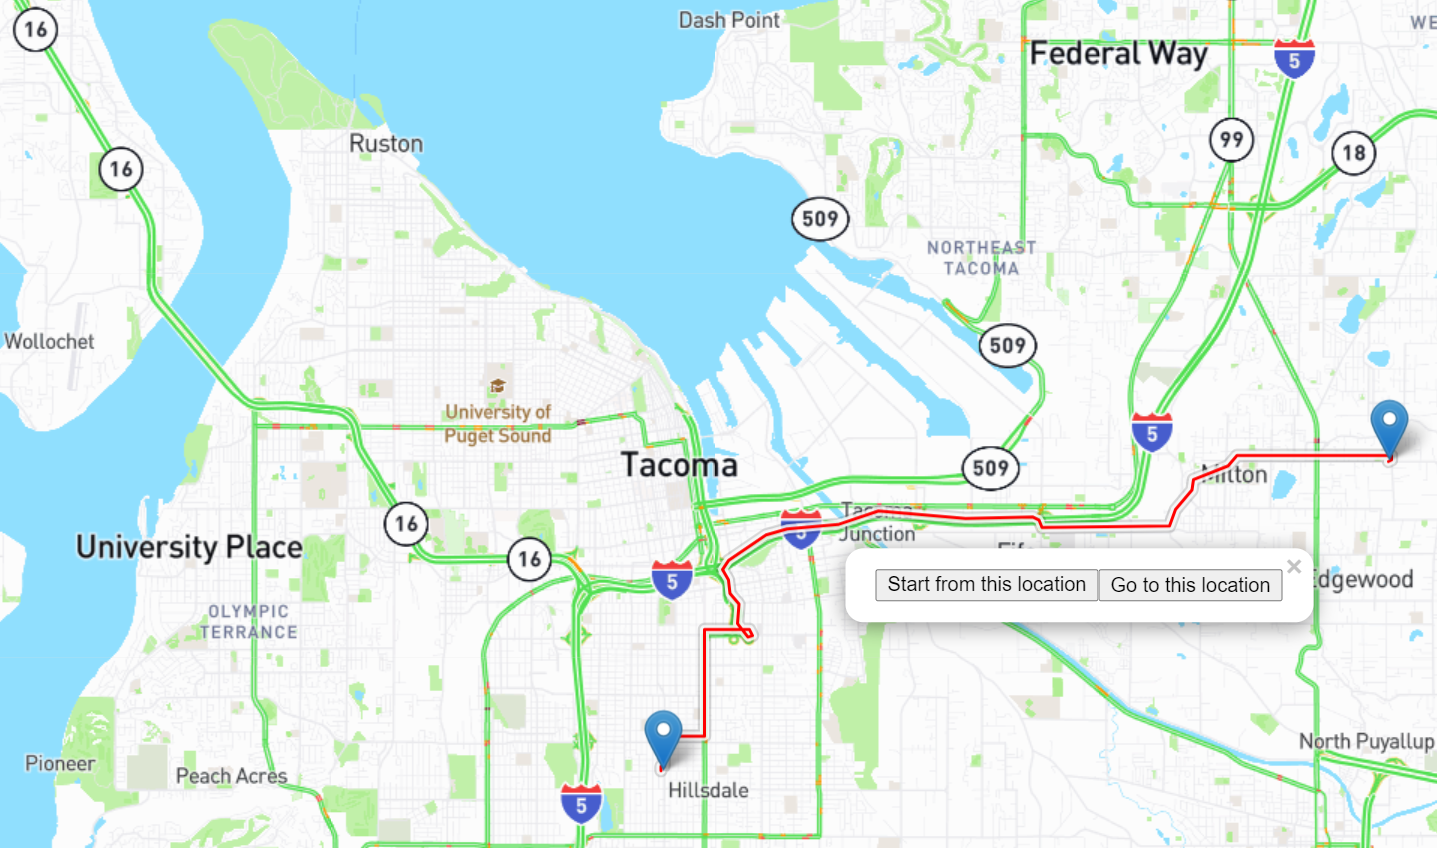 16
Dash Point
WE
Federal Way
5
Ruston
99
18
16
509
NORTHEAST
TACOMA
Wollochet
509
University of
Puget Sound
5
Tacoma
509
Milton
16
Tacoma
Junction
5
University Place
16
5
Edgewood
Start from this location
Go to this location
×
OLYMPIC
TERRANCE
North Puyallup
Pioneer
Peach Acres
Hillsdale
5